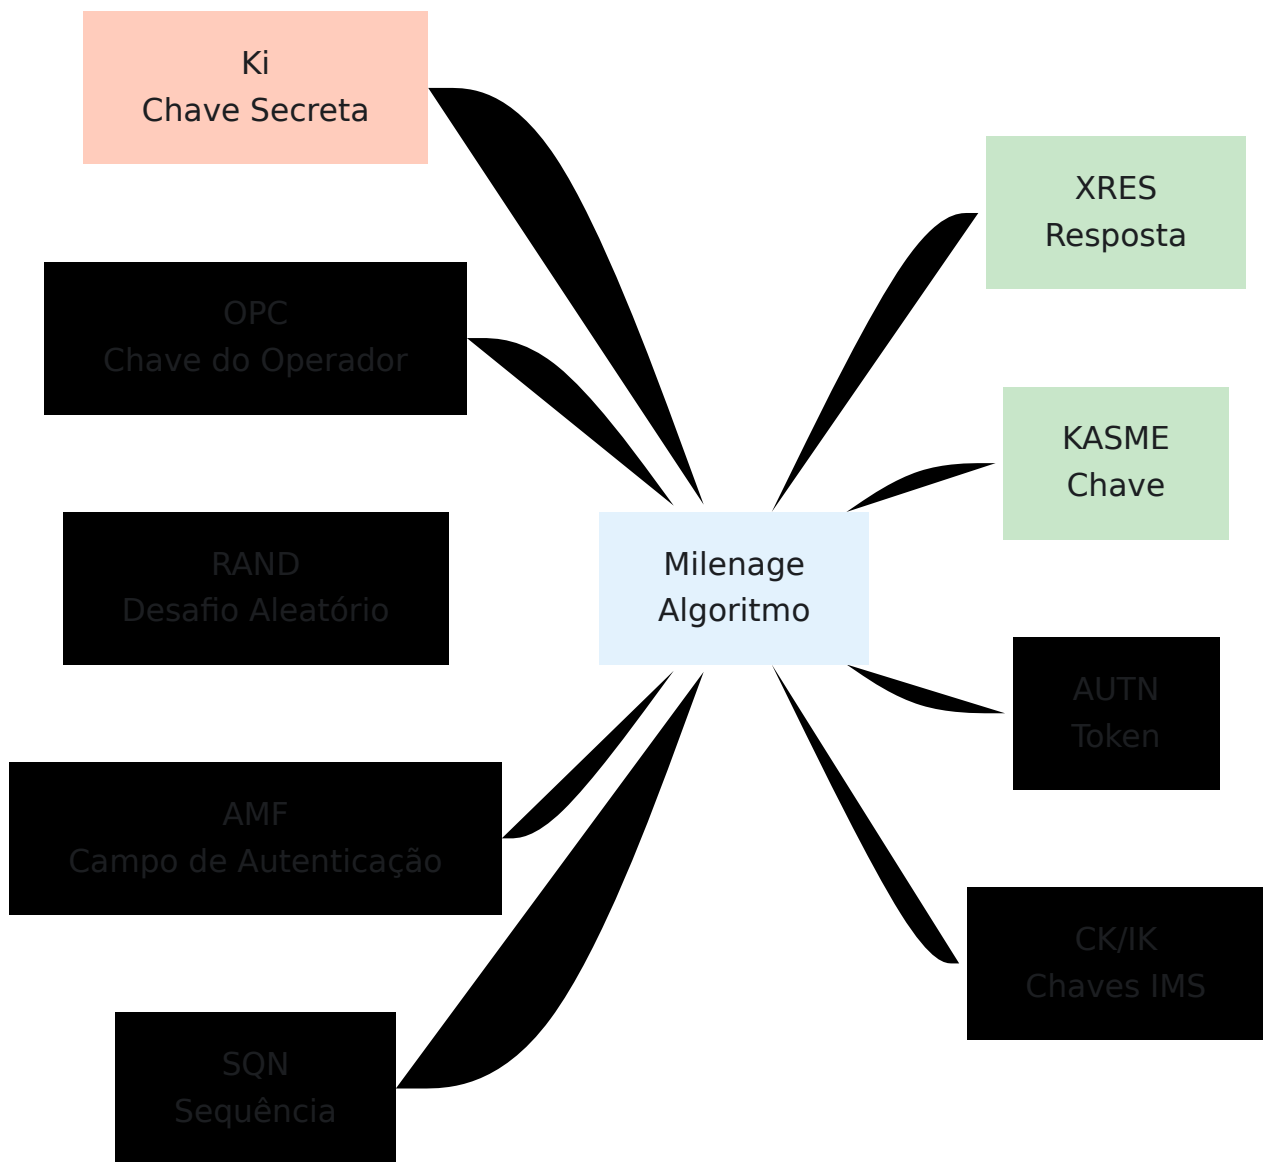 Ki
Chave Secreta
OPC
Chave do Operador
RAND
Desafio Aleatório
AMF
Campo de Autenticação
SQN
Sequência
Milenage
Algoritmo
XRES
Resposta
KASME
Chave
AUTN
Token
CK/IK
Chaves IMS